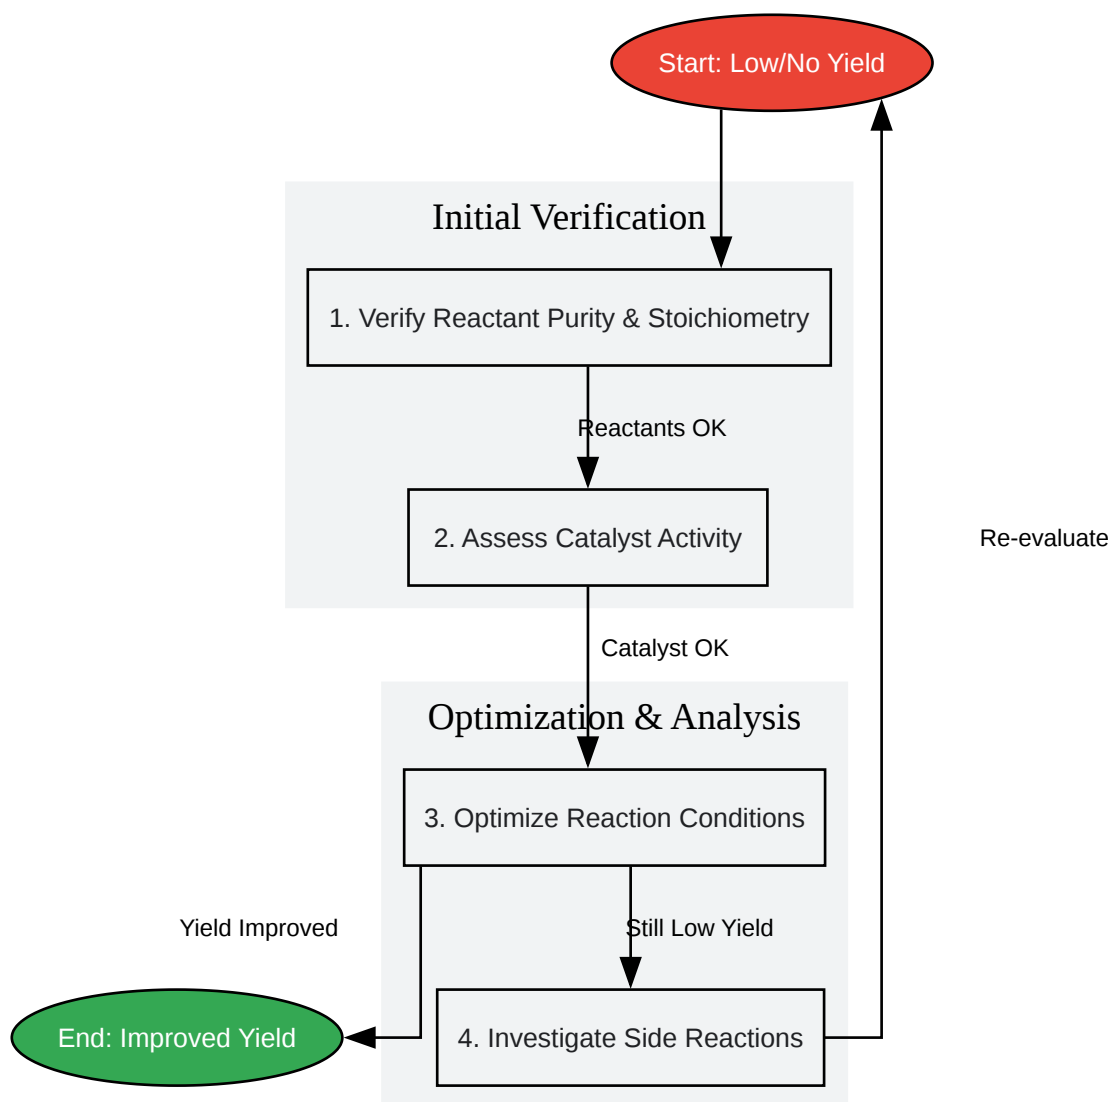 Start: Low/No Yield
Initial Verification
1. Verify Reactant Purity & Stoichiometry
Reactants OK
2. Assess Catalyst Activity
Re-evaluate
Catalyst OK
Optimization & Analysis
3. Optimize Reaction Conditions
Yield Improved
Still Low Yield
End: Improved Yield
4. Investigate Side Reactions